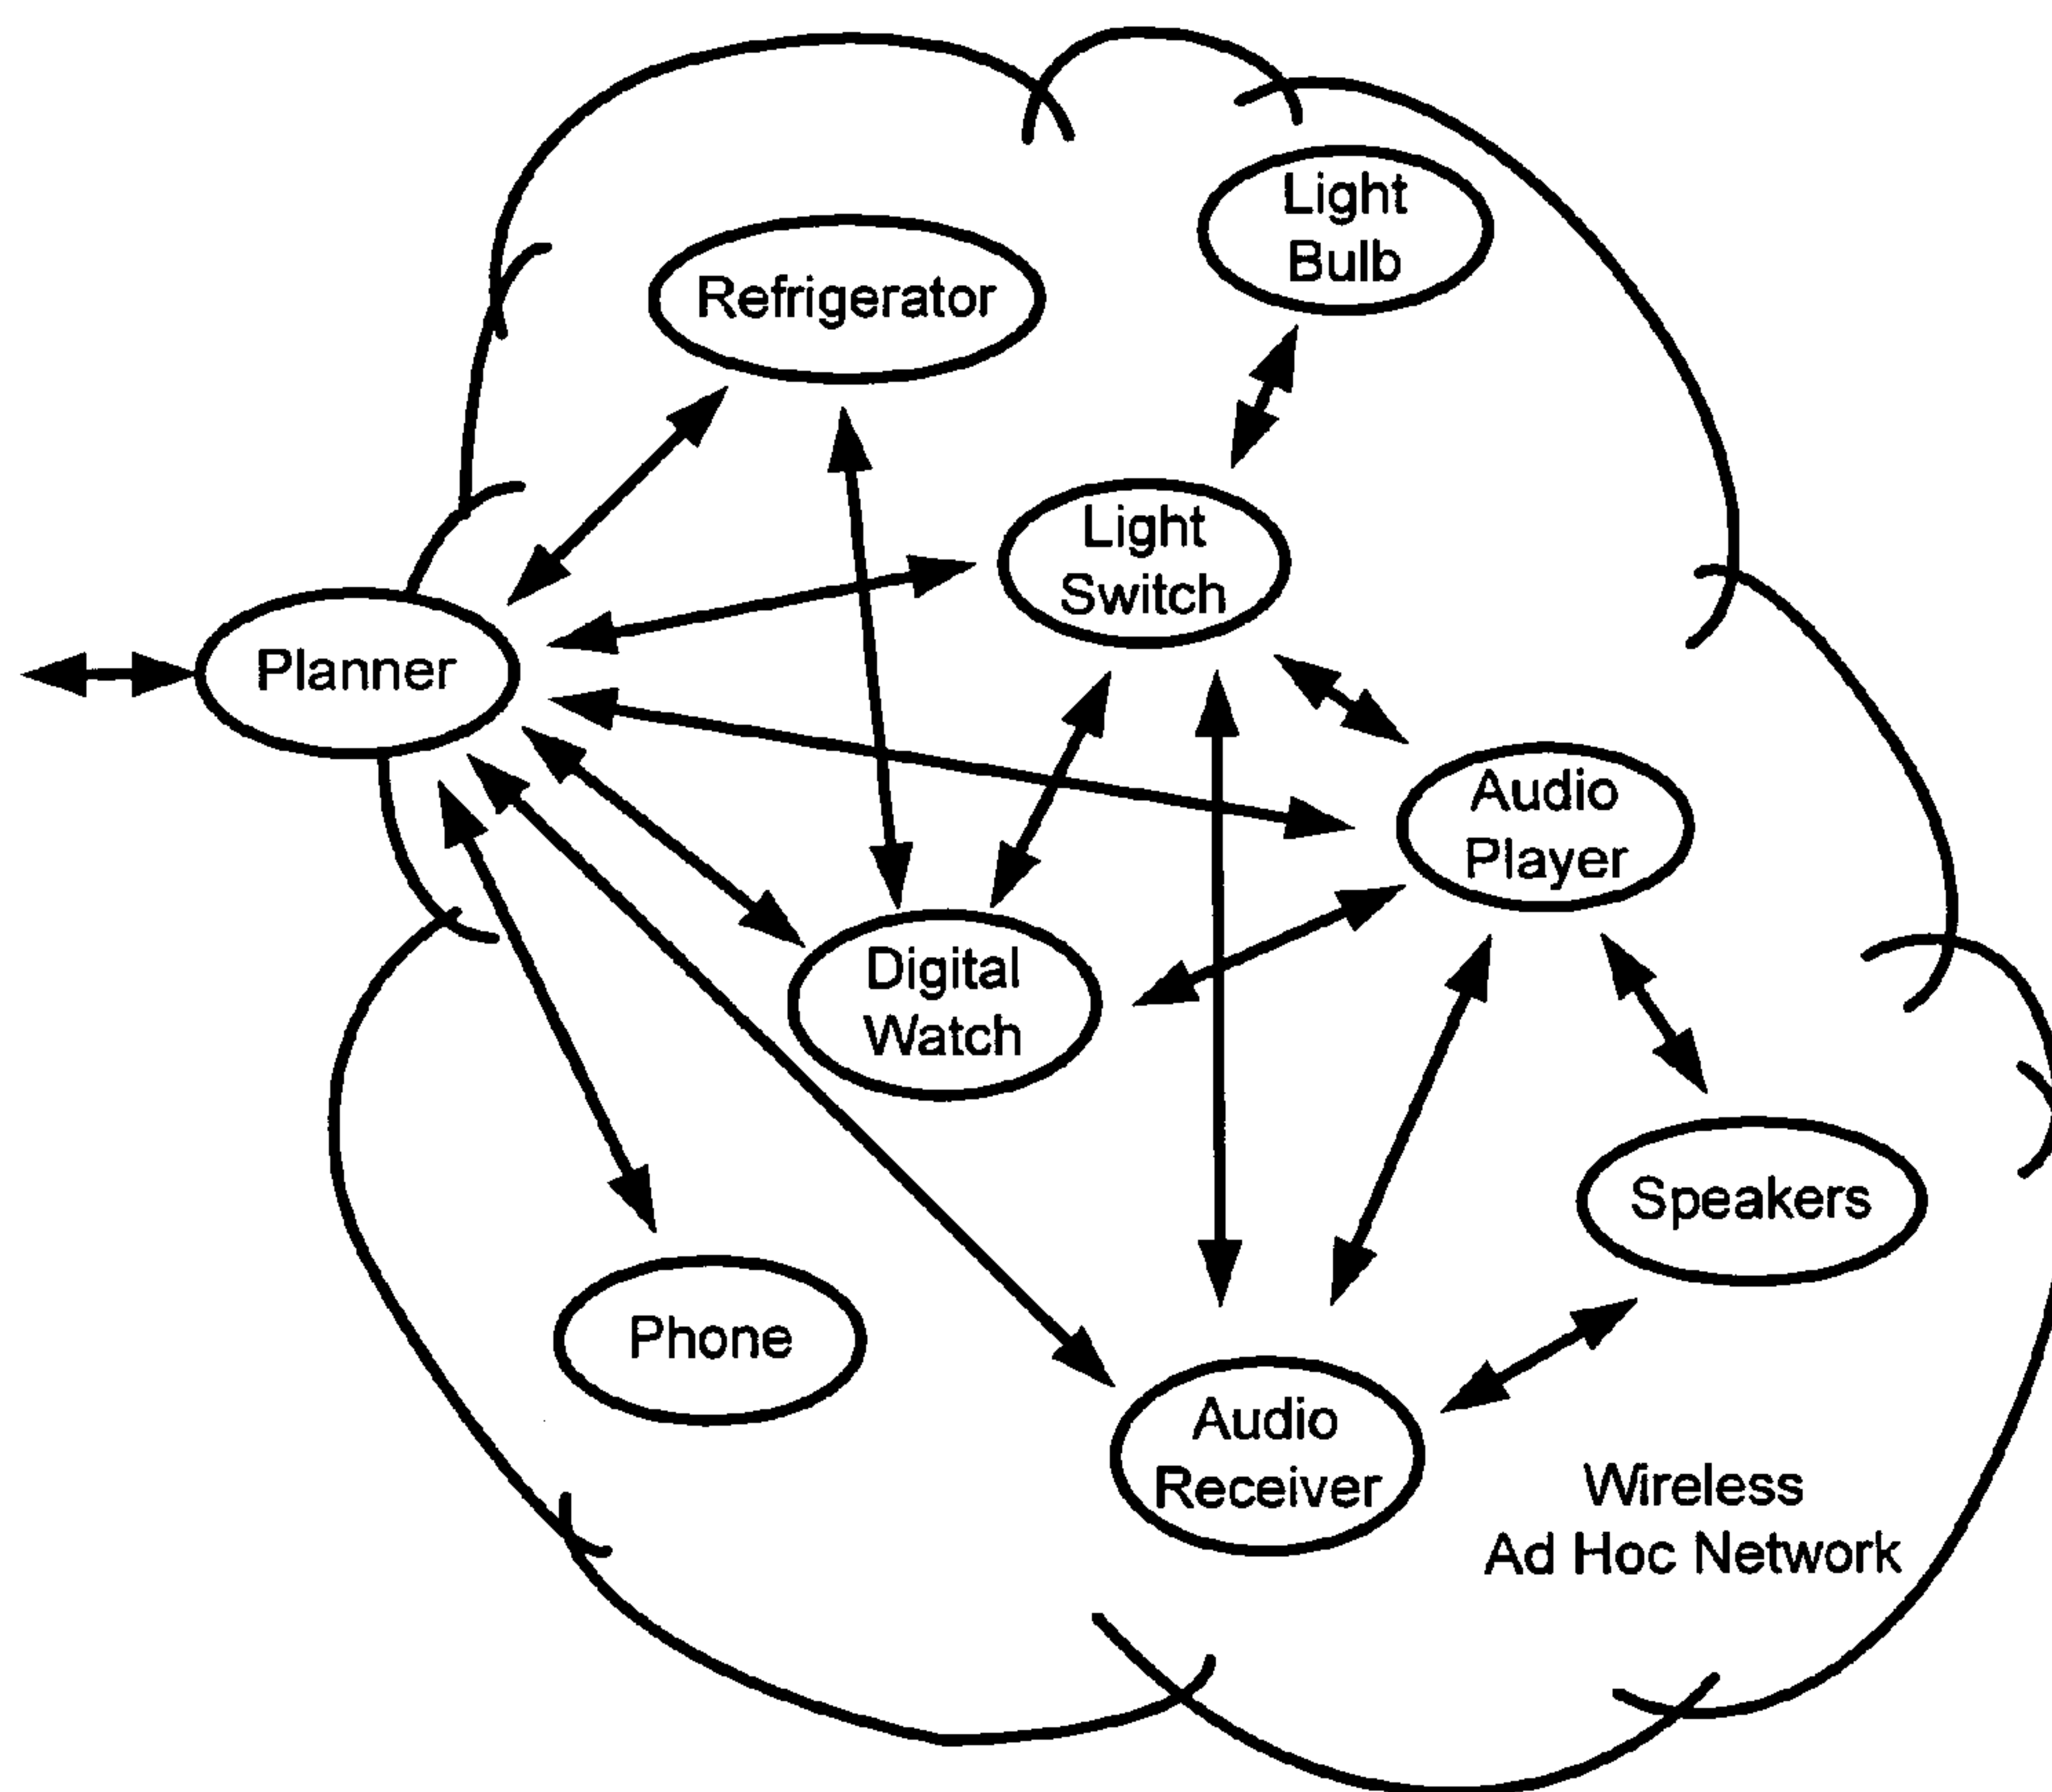 Light
Bulb
Refrigerator
Light
Switch
Planner
Audio
Player
Digital
Watch
Speakers
Phone
Audio
Receiver
Wireless
Ad Hoc Network